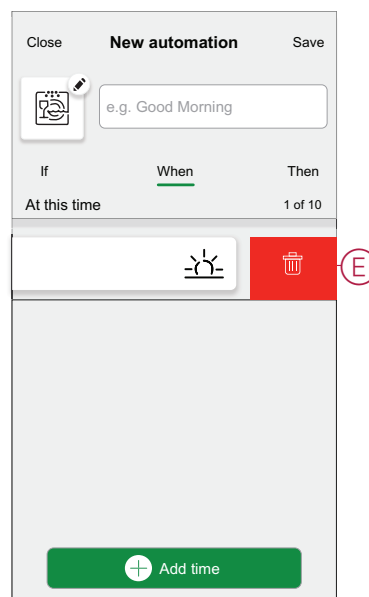 Close New automation Save
e.g. Good Morning
If When Then
At this time 1 of 10
E
Add time